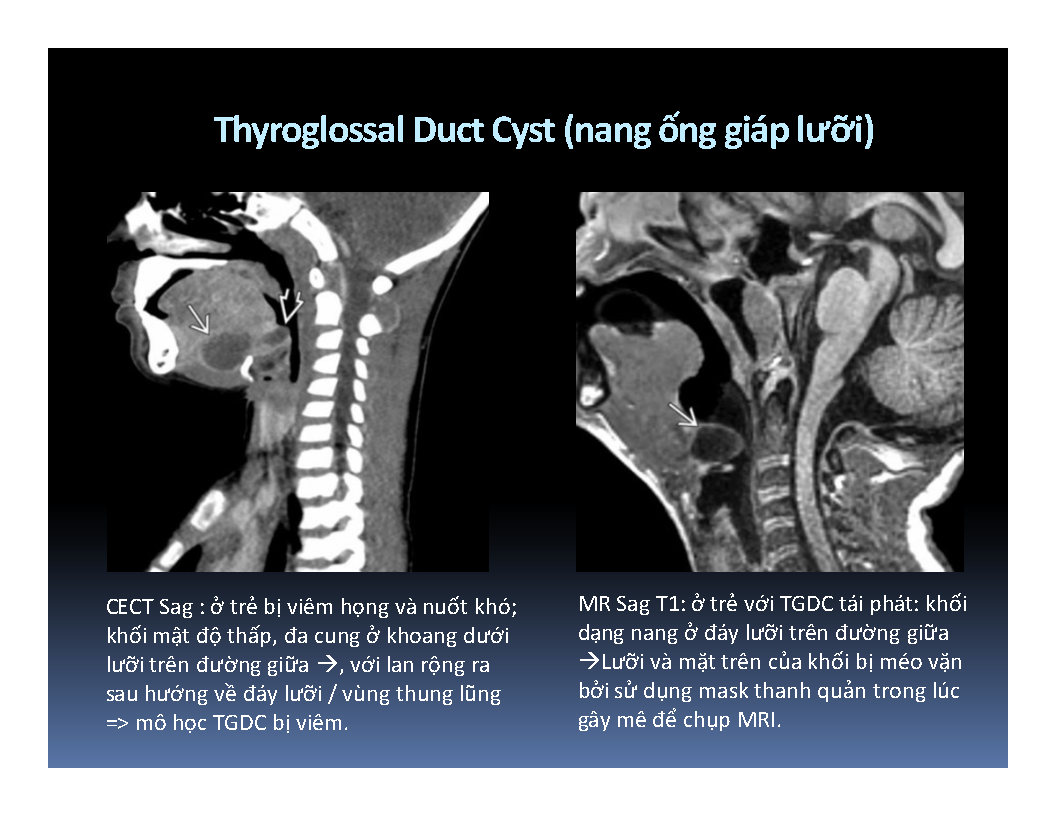 Thyroglossal Duct Cyst (nang ống giáp lưỡi)
CECT Sag : ở trẻ bị viêm họng và nuốt khó;
khối mật độ thấp, đa cung ở khoang dưới
lưỡi trên đường giữa →, với lan rộng ra
sau hướng về đáy lưỡi / vùng thung lũng
=> mô học TGDC bị viêm.
MR Sag T1: ở trẻ với TGDC tái phát: khối
dạng nang ở đáy lưỡi trên đường giữa
→Lưỡi và mặt trên của khối bị méo vặn
bởi sử dụng mask thanh quản trong lúc
gây mê để chụp MRI.